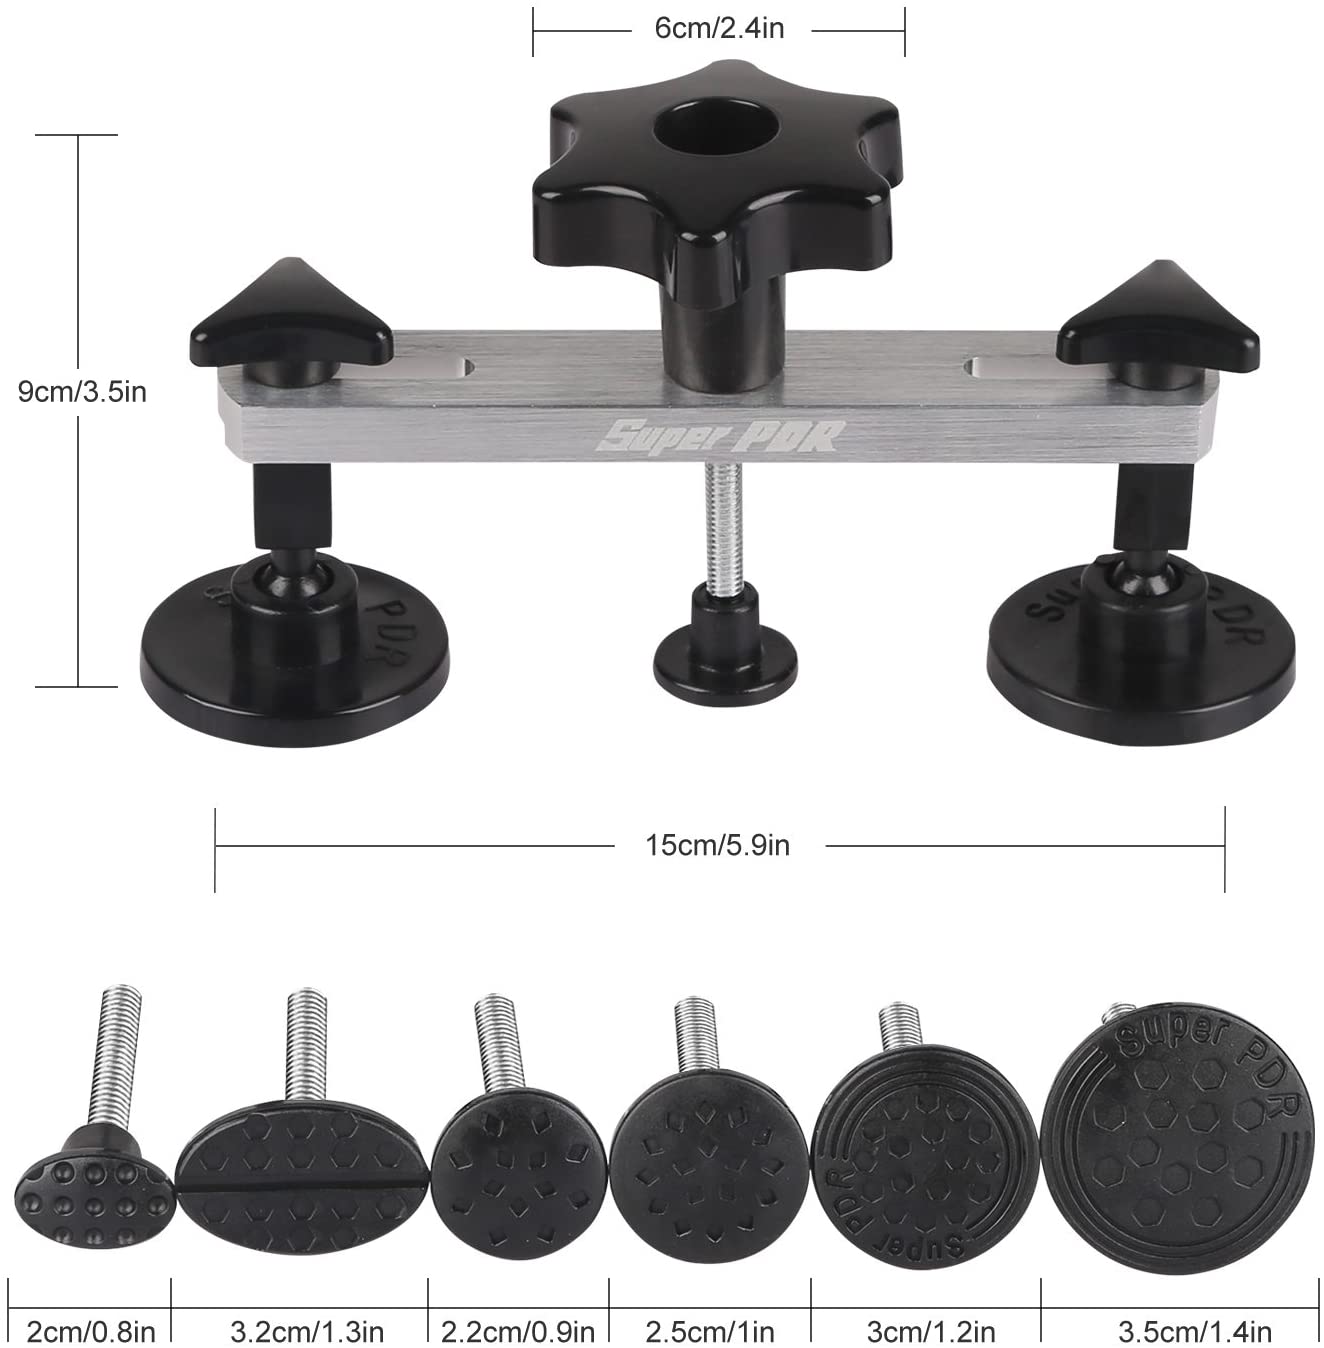 6cm/2.4in
9cm/3.5in
Super PDR
PDR
Su PDR
15cm/5.9in
Super PDR
Super PDR
2cm/0.8in
3.2cm/1.3in
2.2cm/0.9in
2.5cm/1in
3cm/1.2in
3.5cm/1.4in